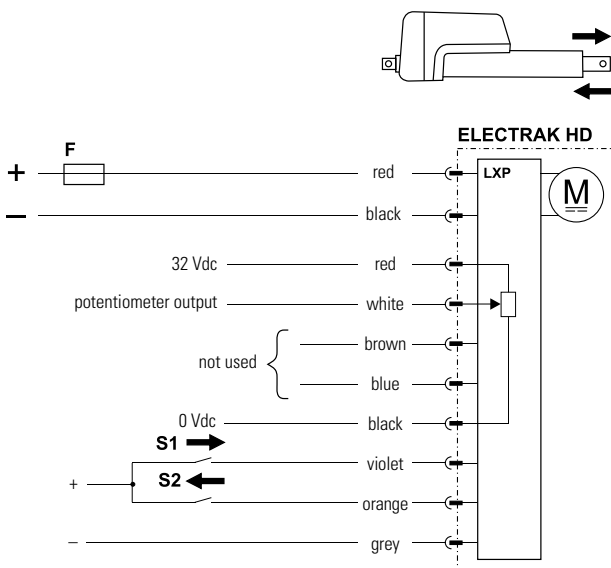 F
ELECTRAK HD
+ red LXP
M
– black
32 Vdc red
potentiometer output white
brown
not used
blue
0 Vdc black
S1
violet
+ S2
orange
– grey